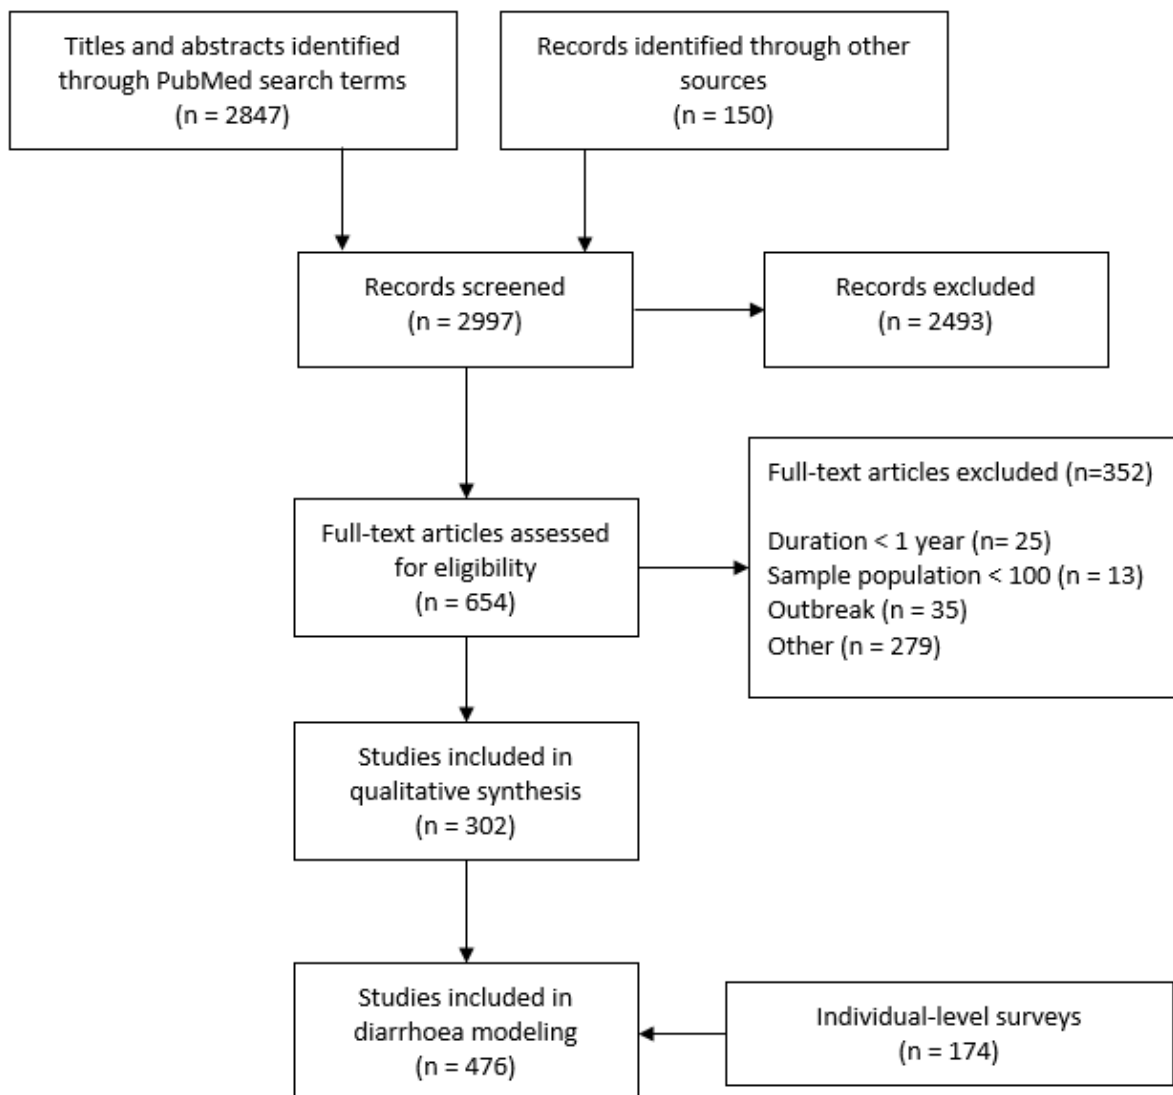 Titles and abstracts identified
through PubMed search terms
(n = 2847)
Records identified through other
sources
(n = 150)
Records screened
(n = 2997)
Records excluded
(n = 2493)
Full-text articles assessed
for eligibility
(n = 654)
Full-text articles excluded (n=352)
Duration < 1 year (n= 25)
Sample population < 100 (n = 13)
Outbreak (n = 35)
Other (n = 279)
Studies included in
qualitative synthesis
(n = 302)
Studies included in
diarrhoea modeling
(n = 476)
Individual-level surveys
(n = 174)